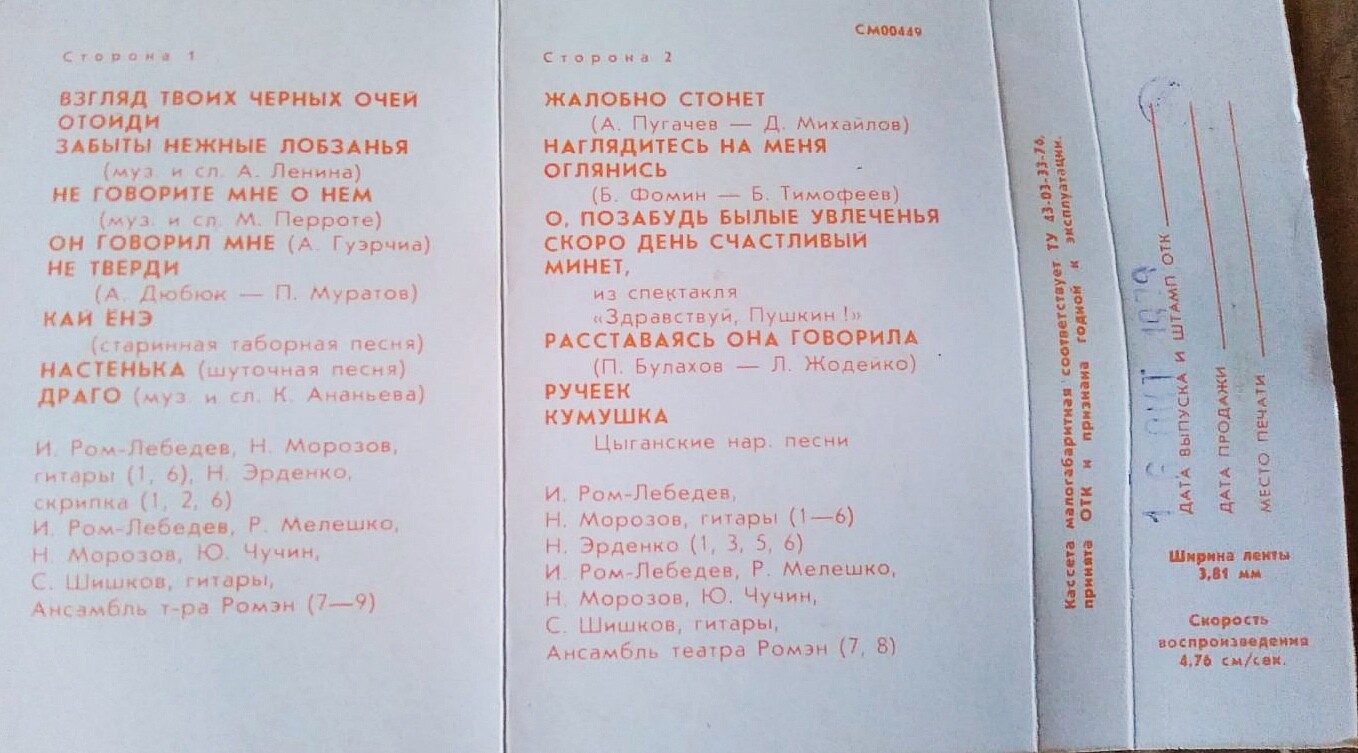 Сторона 1
ВЗГЛЯД ТВОИХ ЧЕРНЫХ ОЧЕЙ
ОТОЙДИ
ЗАБЫТЫ НЕЖНЫЕ ЛОБЗАНЬЯ
(муз. и сл. А. Ленина)
НЕ ГОВОРИТЕ МНЕ О НЕМ
(муз. и сл. М. Перроте)
ОН ГОВОРИЛ МНЕ (А. Гуэрчиа)
НЕ ТВЕРДИ
(А. Дюбюк — П. Муратов)
КАЙ ЁНЭ
(старинная таборная песня)
НАСТЕНЬКА (шуточная песня)
ДРАГО (муз. и сл. К. Ананьева)
И. Ром-Лебедев, Н. Морозов,
гитары (1, 6), Н. Эрденко,
скрипка (1, 2, 6)
И. Ром-Лебедев, Р. Мелешко,
Н. Морозов, Ю. Чучин,
С. Шишков, гитары,
Ансамбль т-ра Ромэн (7—9)
СМ00449
Сторона 2
ЖАЛОБНО СТОНЕТ
(А. Пугачев — Д. Михайлов)
НАГЛЯДИТЕСЬ НА МЕНЯ
ОГЛЯНИСЬ
(Б. Фомин — Б. Тимофеев)
О, ПОЗАБУДЬ БЫЛЫЕ УВЛЕЧЕНЬЯ
СКОРО ДЕНЬ СЧАСТЛИВЫЙ
МИНЕТ,
из спектакля
«Здравствуй, Пушкин!»
РАССТАВАЯСЬ ОНА ГОВОРИЛА
(П. Булахов — Л. Жодейко)
РУЧЕЕК
КУМУШКА
Цыганские нар. песни
И. Ром-Лебедев,
Н. Морозов, гитары (1—6)
Н. Эрденко (1, 3, 5, 6)
И. Ром-Лебедев, Р. Мелешко,
Н. Морозов, Ю. Чучин,
С. Шишков, гитары,
Ансамбль театра Ромэн (7, 8)
Кассета малогабаритная соответствует ТУ 43-03-33-76,
принята ОТК и признана годной к эксплуатации.
ОКТ 1979
ДАТА ВЫПУСКА И ШТАМП ОТК
ДАТА ПРОДАЖИ
МЕСТО ПЕЧАТИ
Ширина ленты
3,81 мм
Скорость
воспроизведения
4,76 см/сек.